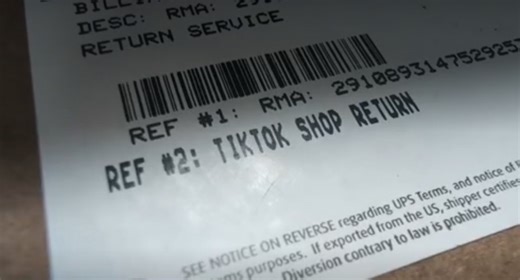 DESC: RMA:
RETURN SERVICE
REF #1: RMA:
REF #2: TIKTOK SHOP RETURN
SEE NOTICE ON REVERSE regarding UPS Terms, and notice of
purposes. If exported from the US, shipper certifies
Diversion contrary to law is prohibited.